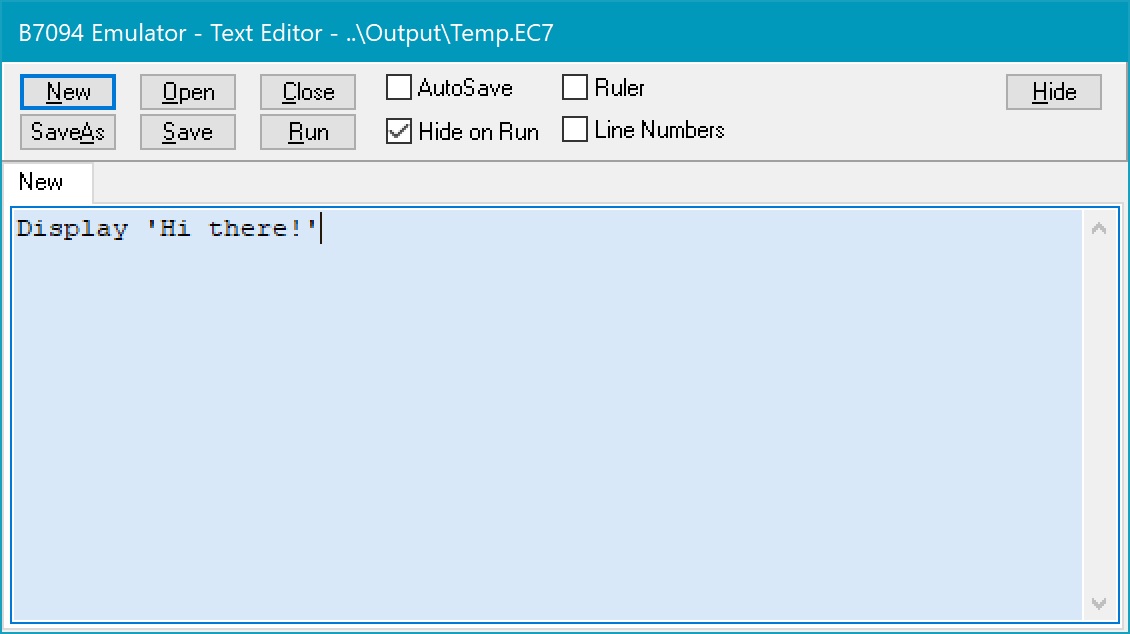 B7094 Emulator - Text Editor - ..\Output\Temp.EC7
New Open Close AutoSave Ruler Hide
SaveAs Save Run Hide on Run Line Numbers
New
Display 'Hi there!'